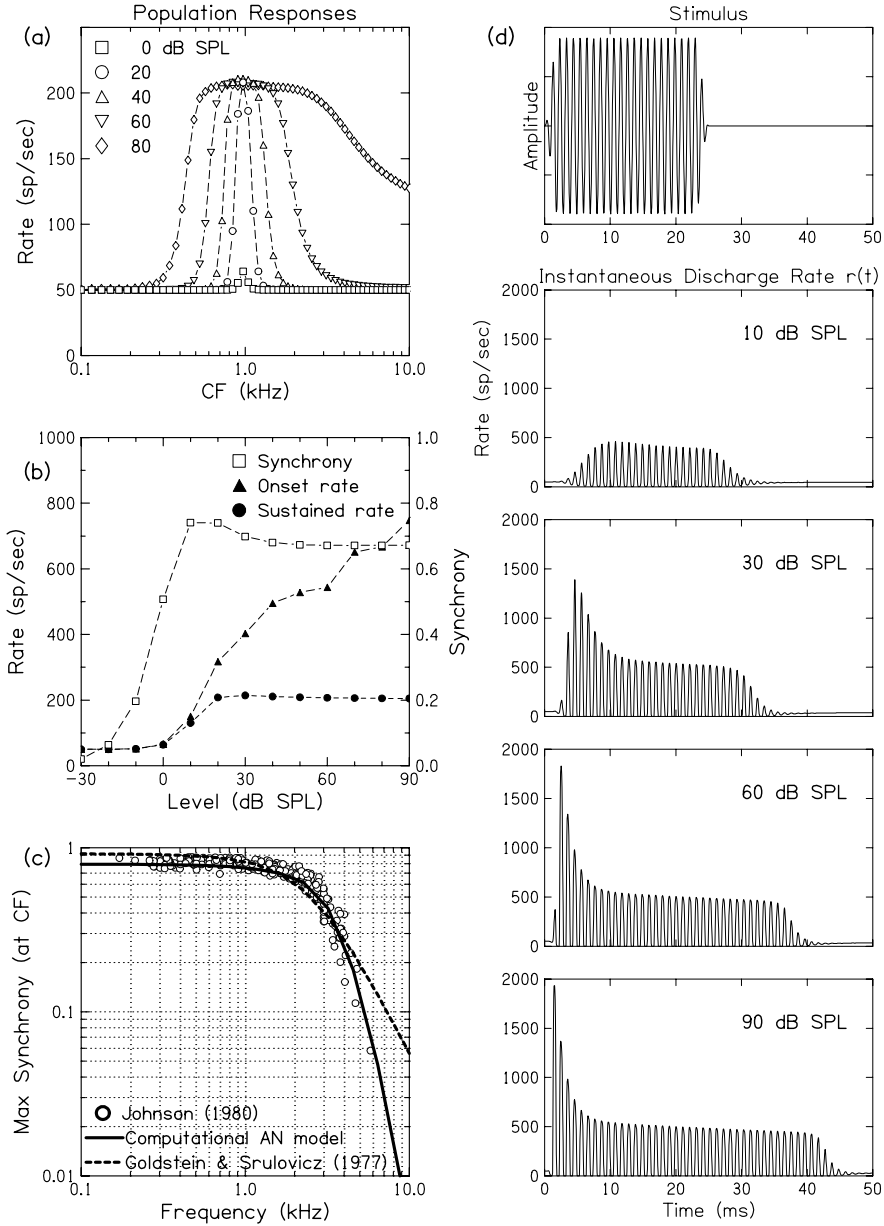 (a)
Population Responses
0 dB SPL
20
40
60
80
Rate (sp/sec)
200
150
100
50
0
0.1
1.0
10.0
CF (kHz)
(b)
Synchrony
Onset rate
Sustained rate
Rate (sp/sec)
1000
800
600
400
200
0
1.0
0.8
0.6
0.4
0.2
0.0
Synchrony
-30
0
30
60
90
Level (dB SPL)
(c)
Max Synchrony (at CF)
1
0.1
0.01
Johnson (1980)
Computational AN model
Goldstein & Srulovicz (1977)
0.1
1.0
10.0
Frequency (kHz)
(d)
Stimulus
Amplitude
0 10 20 30 40 50
Instantaneous Discharge Rate r(t)
Rate (sp/sec)
2000
1500
1000
500
0
10 dB SPL
2000
1500
1000
500
0
30 dB SPL
2000
1500
1000
500
0
60 dB SPL
2000
1500
1000
500
0
90 dB SPL
0 10 20 30 40 50
Time (ms)